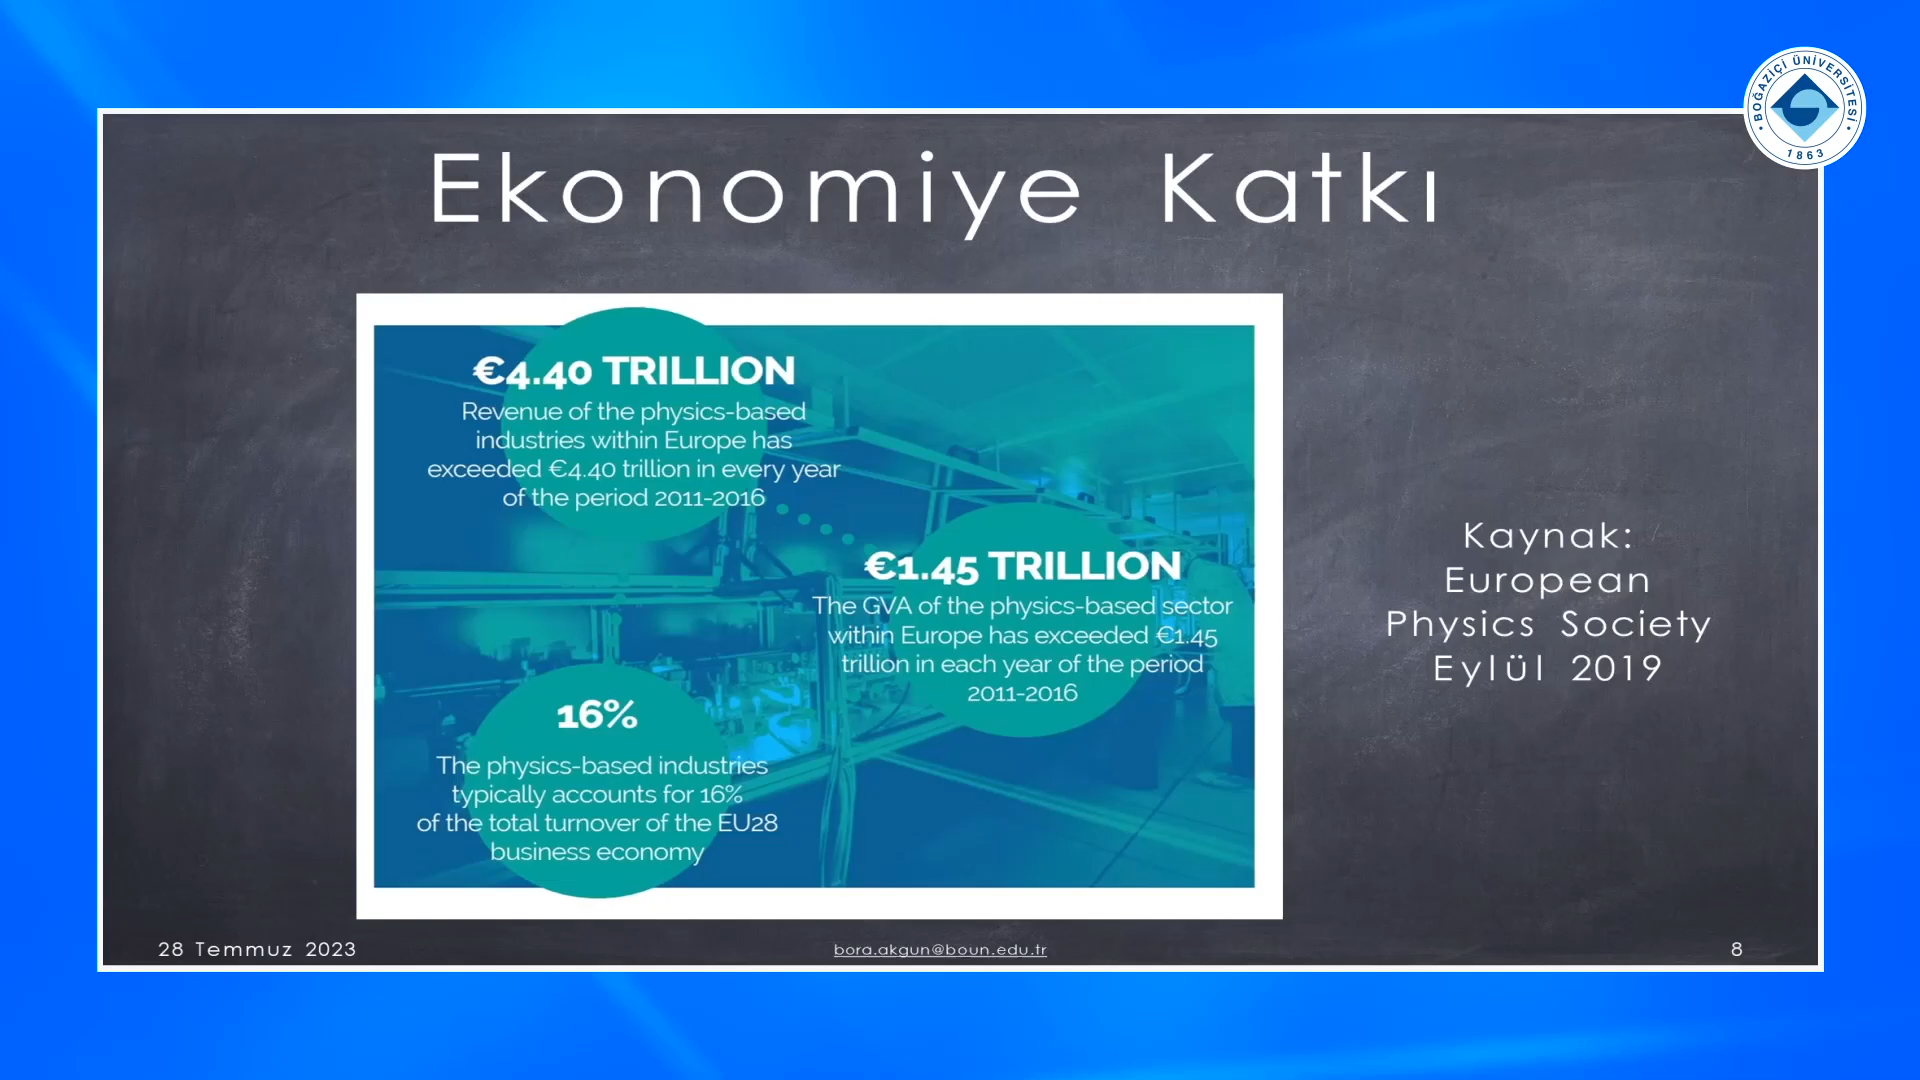 BOĞAZİÇİ ÜNİVERSİTESİ
1863
Ekonomiye Katkı
€4.40 TRILLION
Revenue of the physics-based
industries within Europe has
exceeded €4.40 trillion in every year
of the period 2011-2016
€1.45 TRILLION
The GVA of the physics-based sector
within Europe has exceeded €1.45
trillion in each year of the period
2011-2016
16%
The physics-based industries
typically accounts for 16%
of the total turnover of the EU28
business economy
Kaynak:
European
Physics Society
Eylül 2019
28 Temmuz 2023
bora.akgun@boun.edu.tr
8